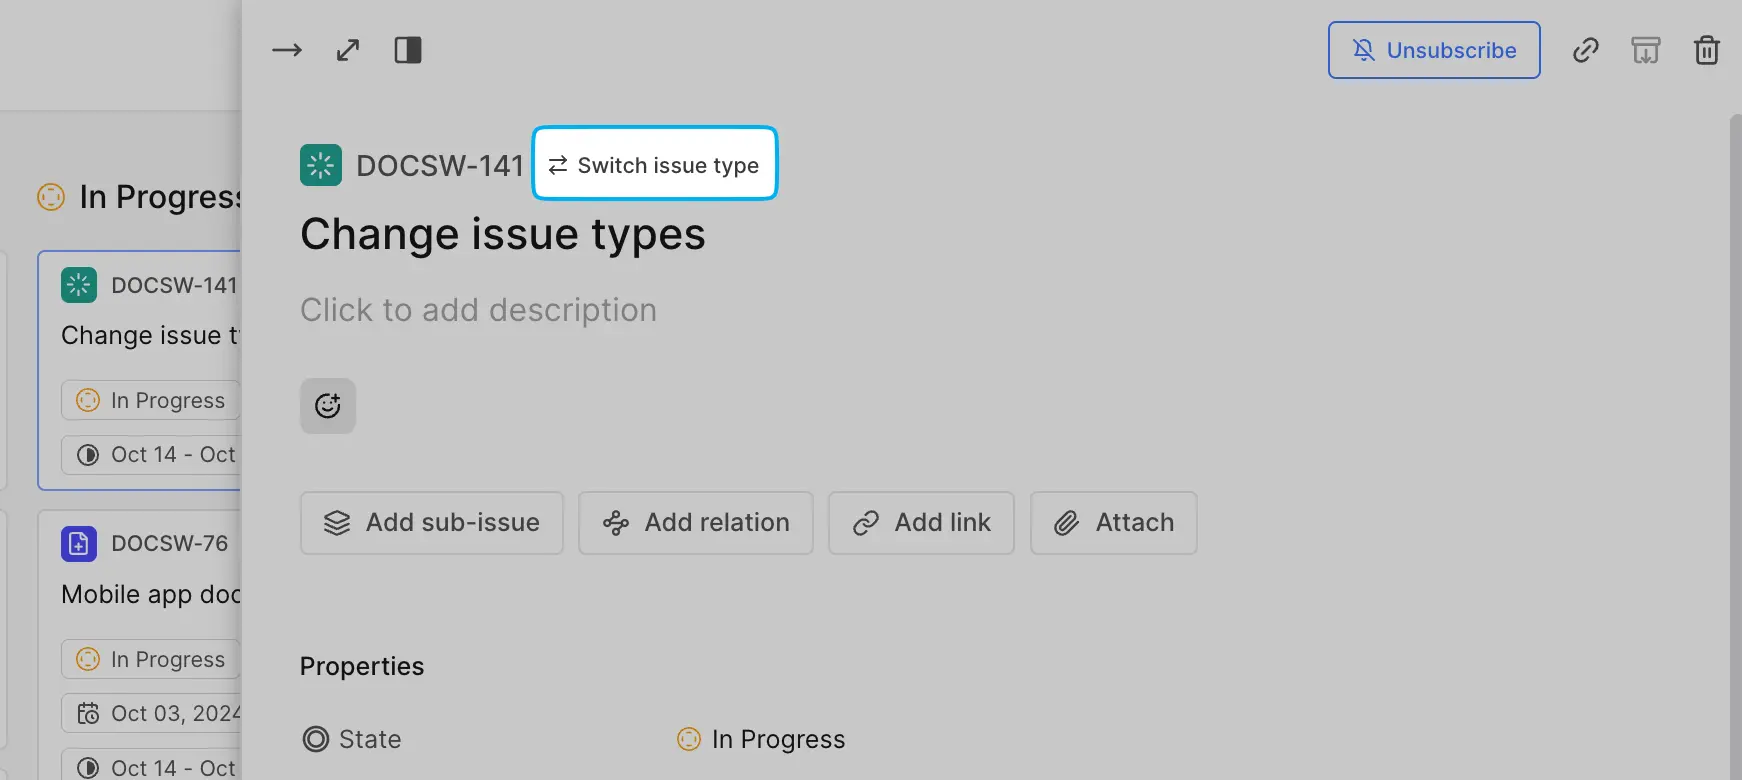 Unsubscribe
DOCSW-141
Switch issue type
Change issue types
Click to add description
Add sub-issue
Add relation
Add link
Attach
Properties
State
In Progress
In Progress
DOCSW-141
Change issue
In Progress
Oct 14 - Oct
DOCSW-76
Mobile app
In Progress
Oct 03, 2024
Oct 14 - Oct